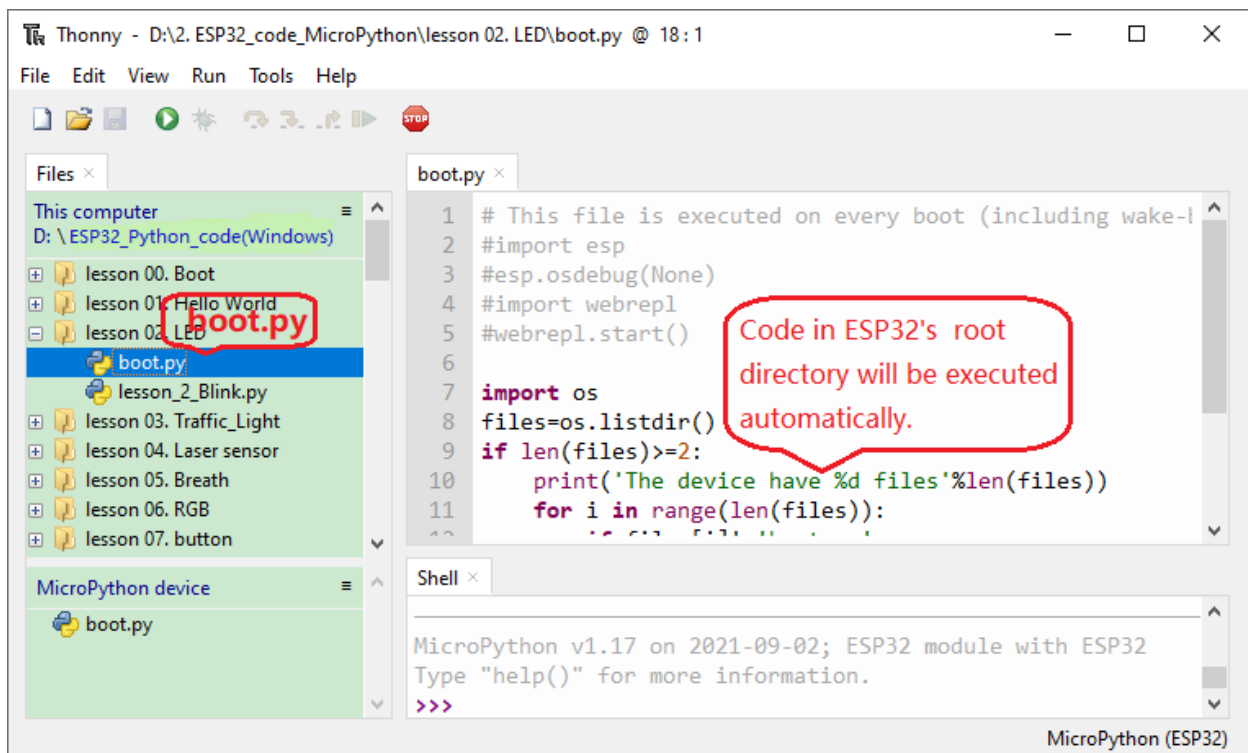 Thonny - D:\2. ESP32_code_MicroPython\lesson 02. LED\boot.py @ 18:1
File Edit View Run Tools Help
STOP
Files
This computer
D: \ESP32_Python_code(Windows)
lesson 00. Boot
lesson 01. Hello World
lesson 02. LED
boot.py
boot.py
lesson_2_Blink.py
lesson 03. Traffic_Light
lesson 04. Laser sensor
lesson 05. Breath
lesson 06. RGB
lesson 07. button
MicroPython device
boot.py
boot.py
1 # This file is executed on every boot (including wake-
2 #import esp
3 #esp.osdebug(None)
4 #import webrepl
5 #webrepl.start()
6
7 import os
8 files=os.listdir()
9 if len(files)>=2:
10 print('The device have %d files'%len(files))
11 for i in range(len(files)):
Code in ESP32's root
directory will be executed
automatically.
Shell
MicroPython v1.17 on 2021-09-02; ESP32 module with ESP32
Type "help()" for more information.
>>>
MicroPython (ESP32)